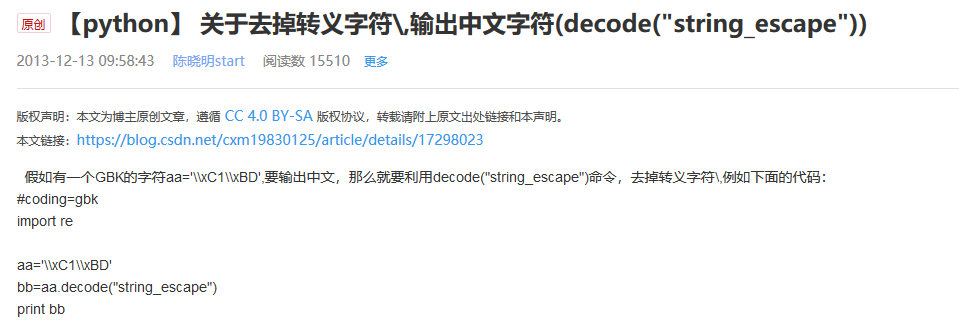 原创 【python】 关于去掉转义字符\,输出中文字符(decode("string_escape"))
2013-12-13 09:58:43 陈晓明start 阅读数 15510 更多
版权声明：本文为博主原创文章，遵循 CC 4.0 BY-SA 版权协议，转载请附上原文出处链接和本声明。
本文链接：https://blog.csdn.net/cxm19830125/article/details/17298023
假如有一个GBK的字符aa='\\xC1\\xBD',要输出中文，那么就要利用decode("string_escape")命令，去掉转义字符\,例如下面的代码：
#coding=gbk
import re
aa='\\xC1\\xBD'
bb=aa.decode("string_escape")
print bb